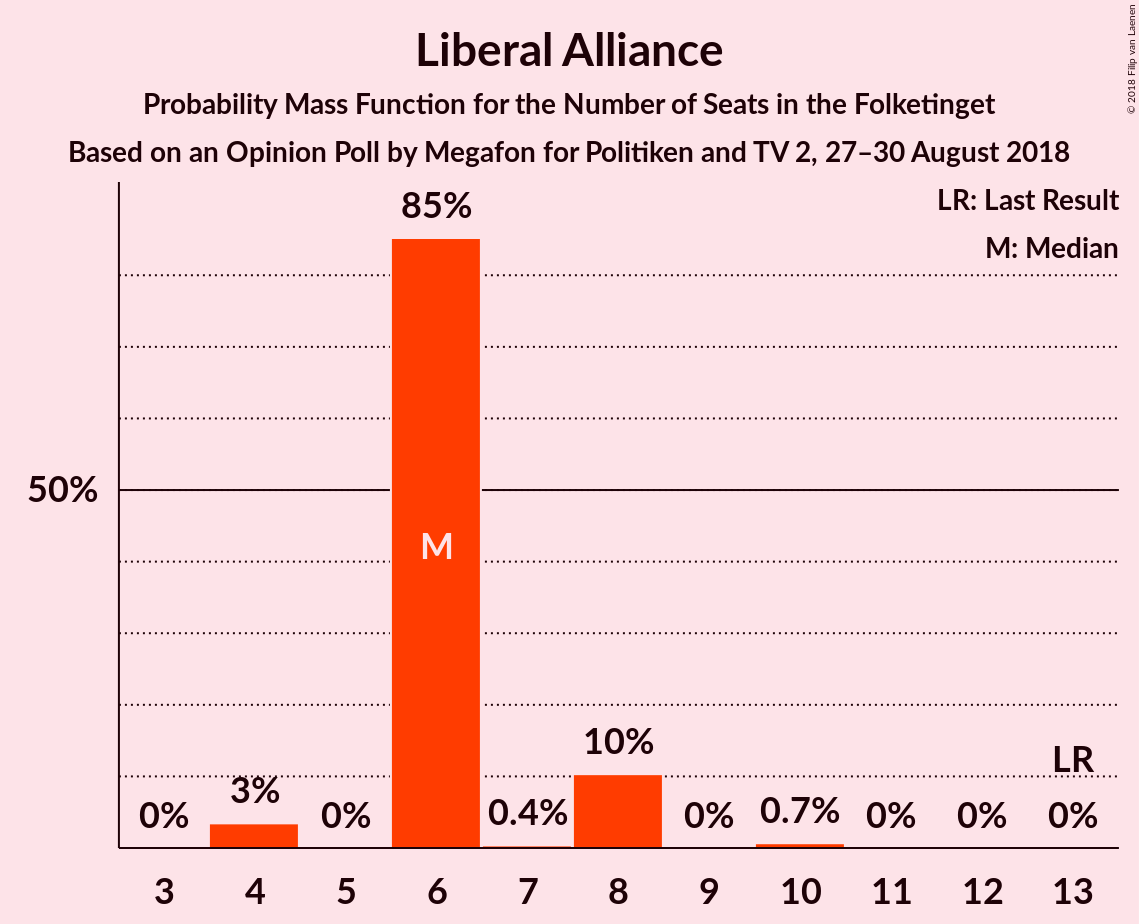 Liberal Alliance
Probability Mass Function for the Number of Seats in the Folketinget
Based on an Opinion Poll by Megafon for Politiken and TV 2, 27–30 August 2018
© 2018 Filip van Laenen
LR: Last Result
M: Median
85%
50%
M
10%
LR
0% 3% 0% 0.4% 0% 0.7% 0% 0% 0%
3 4 5 6 7 8 9 10 11 12 13